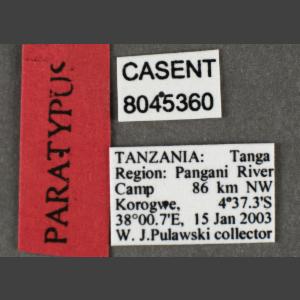 PARATYPUS
CASENT
8045360
TANZANIA: Tanga
Region: Pangani River
Camp 86 km NW
Korogwe, 4°37.3'S
38°00.7'E, 15 Jan 2003
W. J.Pulawski collector